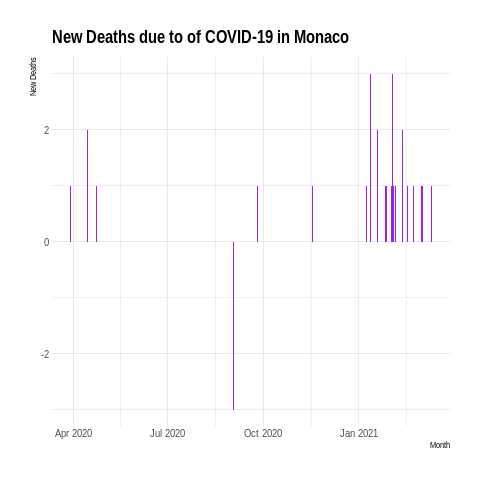 New Deaths due to of COVID-19 in Monaco
New Deaths
2
0
-2
Apr 2020 Jul 2020 Oct 2020 Jan 2021
Month